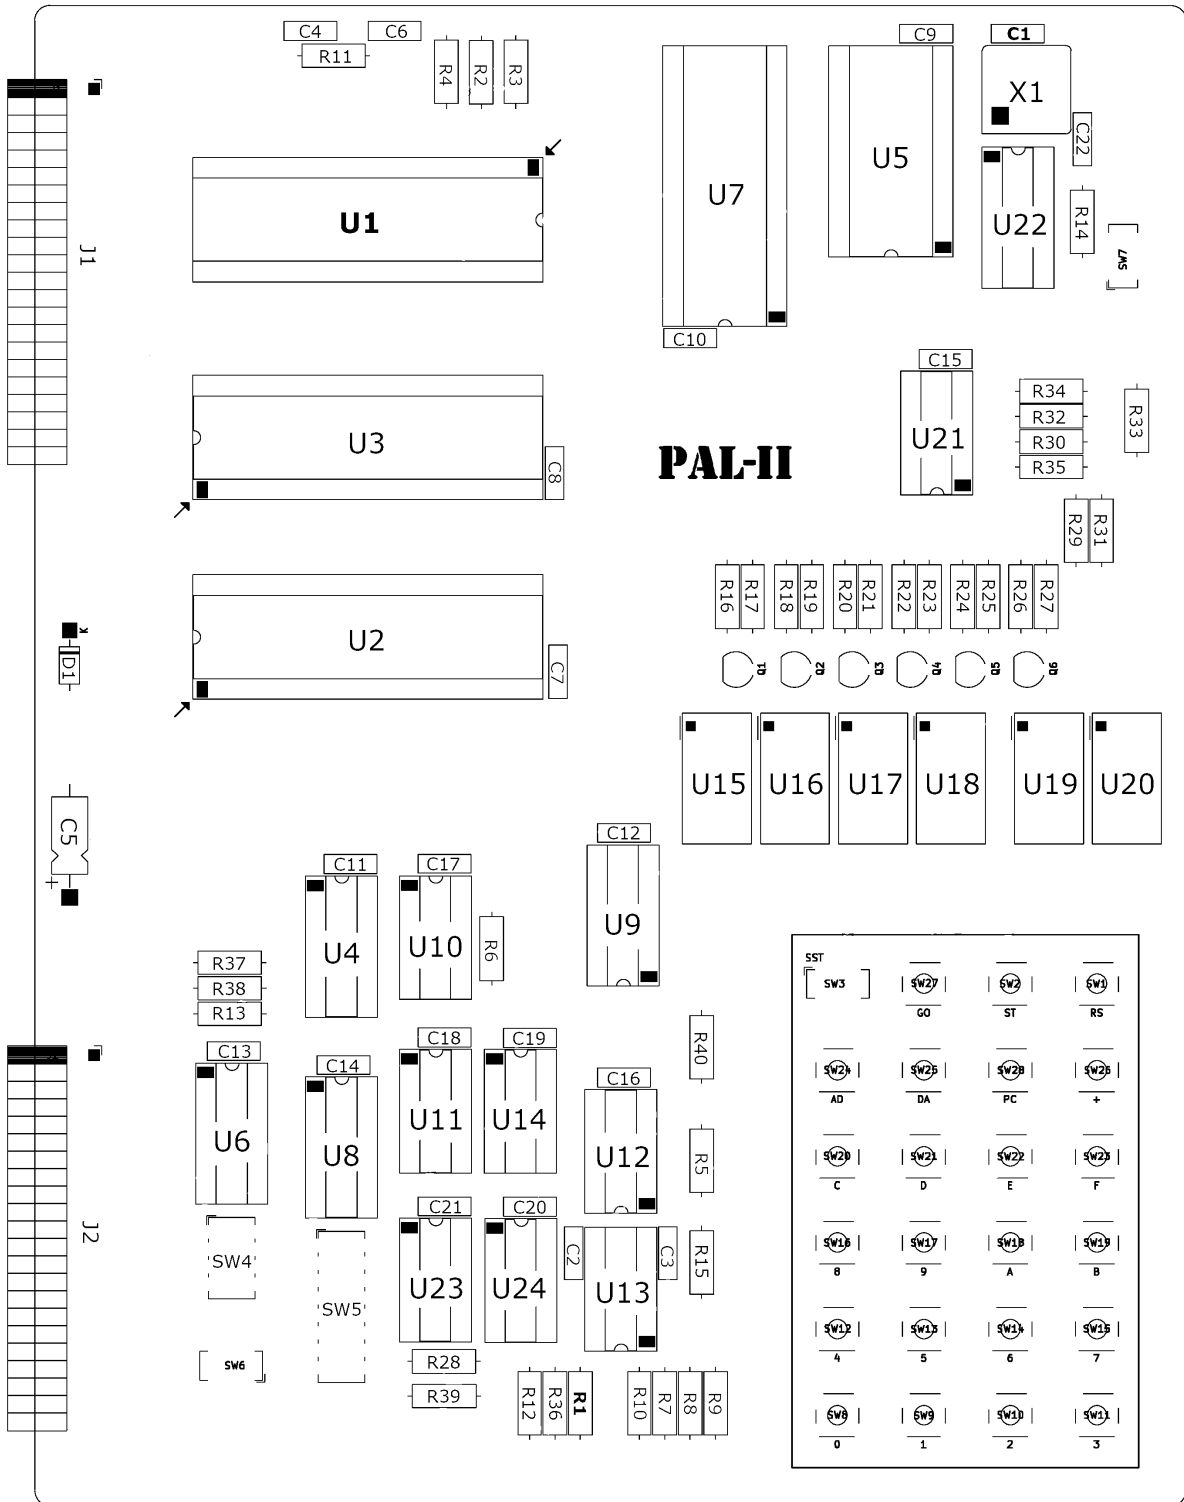 C4 C6
R11
R4 R2 R3
C9 C1
X1
C22
U5
U7
U22
R14
SW7
J1
U1
C10
C15
U3
C8
PAL-II
U21
R34
R32
R30
R35
R33
R29 R31
R16 R17 R18 R19 R20 R21 R22 R23 R24 R25 R26 R27
U2
C7
K
D1
Q1 Q2 Q3 Q4 Q5 Q6
U15 U16 U17 U18 U19 U20
C5
+
C12
C11 C17
U9
U4 U10
R6
R37
R38
R13
SST
SW3 SW27 SW2 SW1
GO ST RS
C13 C14 C18 C19
R40
C16
SW24 SW25 SW28 SW26
AD DA PC +
U6 U8 U11 U14 U12
R5
SW20 SW21 SW22 SW23
C D E F
J2
C21 C20
C2 C3 R15
SW16 SW17 SW18 SW19
8 9 A B
SW4
SW5
U23 U24 U13
SW12 SW13 SW14 SW15
4 5 6 7
SW6
R28
R39
R12 R36 R1 R10 R7 R8 R9
SW8 SW9 SW10 SW11
0 1 2 3